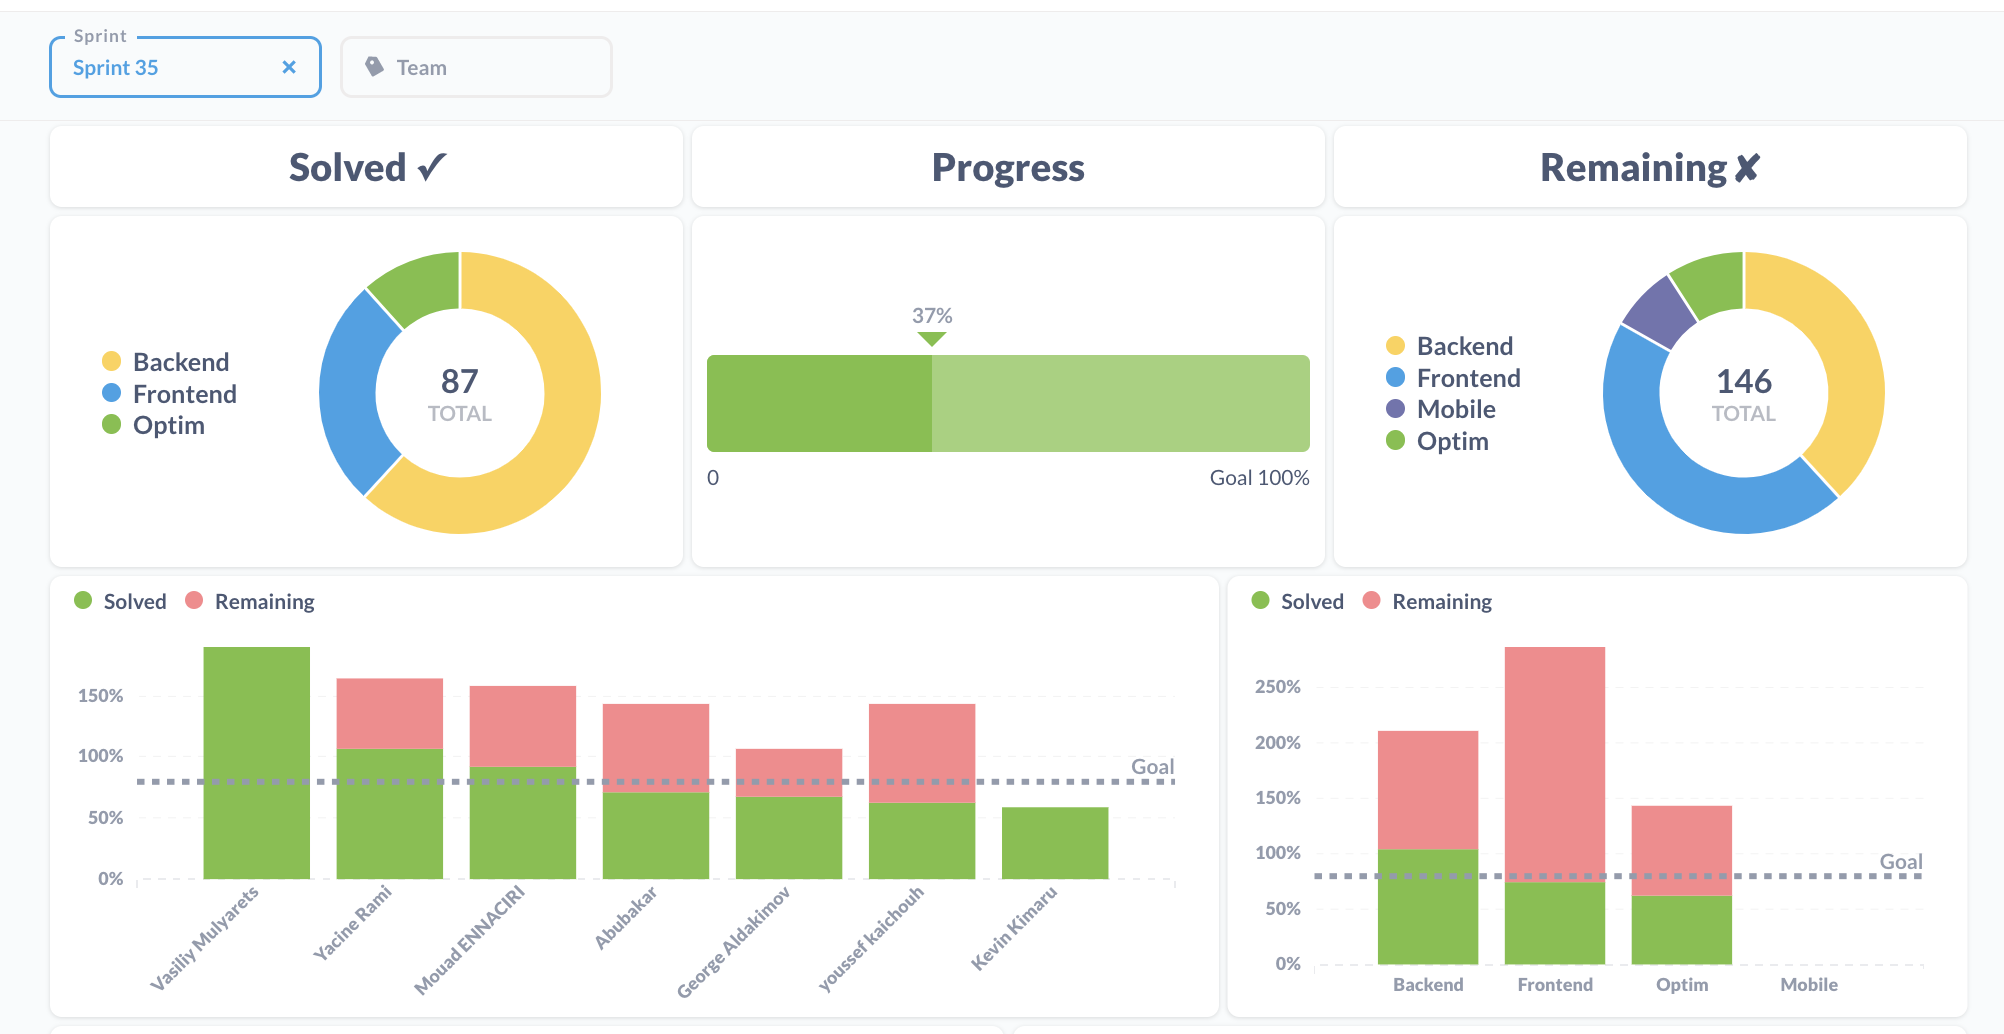 Sprint
Sprint 35 ×
Team
Solved ✓
Progress
Remaining ✘
Backend
Frontend
Optim
87
TOTAL
37%
0
Goal 100%
Backend
Frontend
Mobile
Optim
146
TOTAL
Solved Remaining
150%
100%
50%
0%
Goal
Vasiliy Mulyarets
Yacine Rami
Mouad ENNACIRI
Abubakar
George Aldakimov
youssef kaichouh
Kevin Kimaru
Solved Remaining
250%
200%
150%
100%
50%
0%
Goal
Backend
Frontend
Optim
Mobile